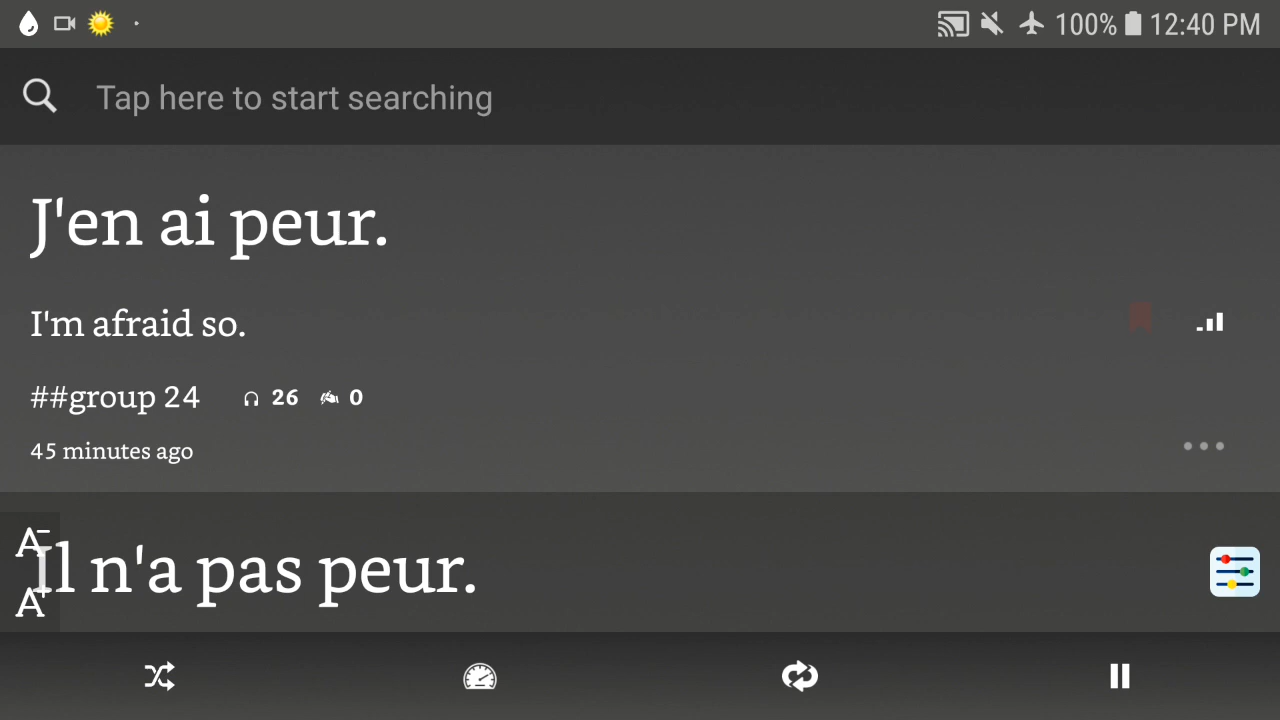 100% 12:40 PM
Tap here to start searching
J'en ai peur.
I'm afraid so.
##group 24 26 0
45 minutes ago
A-
Il n'a pas peur.
A+